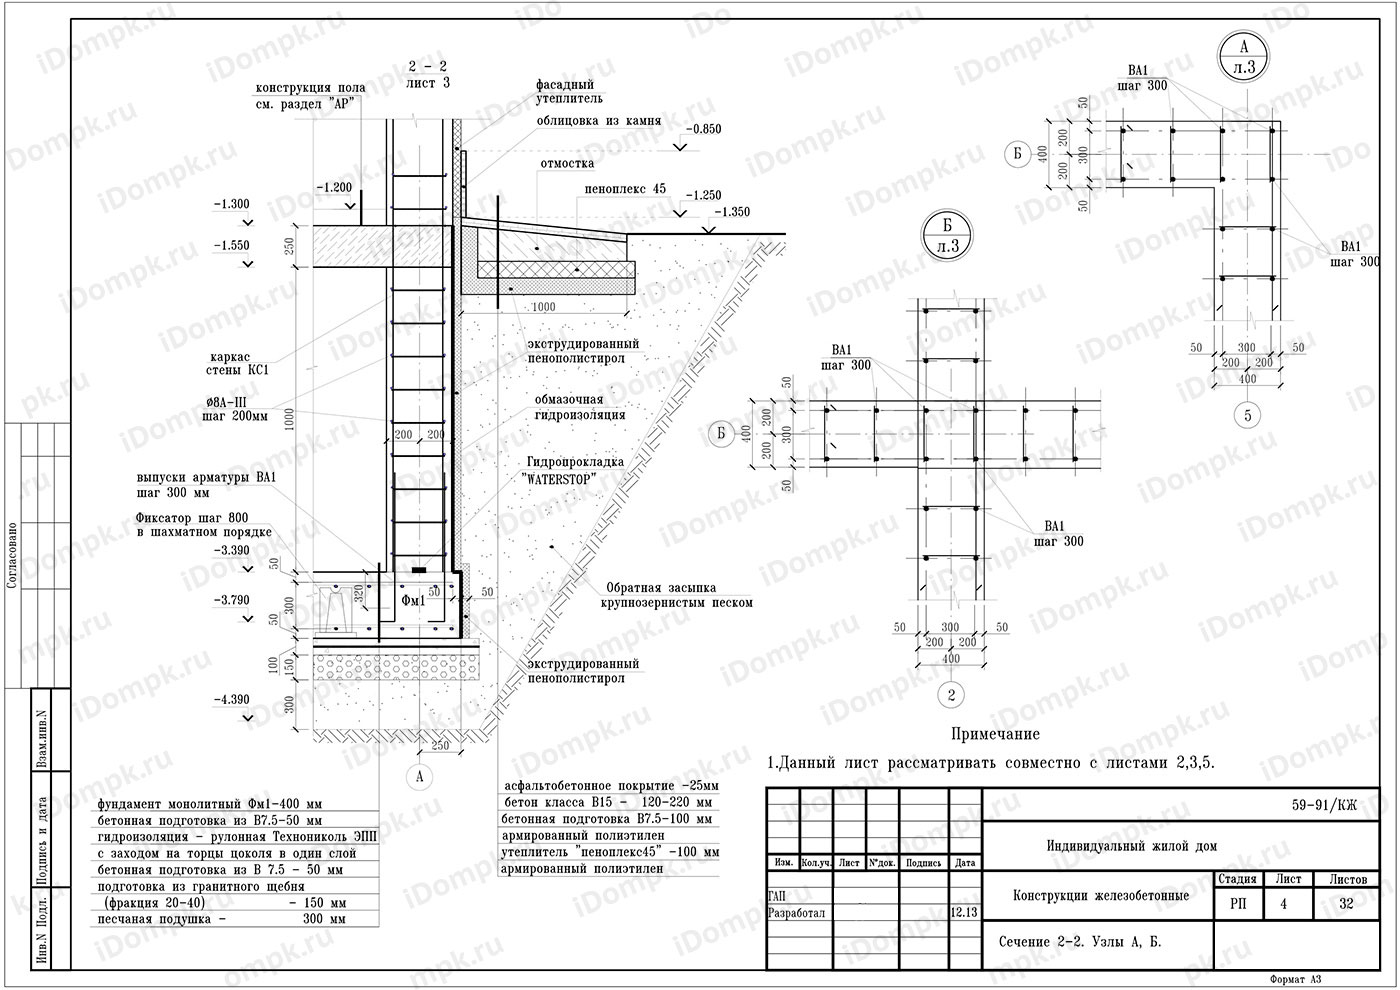 2 - 2
лист 3
конструкция пола
см. раздел "АР"
фасадный
утеплитель
облицовка из камня
отмостка
пеноплекс 45
-0.850
-1.250
-1.350
-1.200
-1.300
-1.550
250
1000
1000
экструдированный
пенополистирол
каркас
стены КС1
ø8А-III
шаг 200мм
обмазочная
гидроизоляция
200
200
Гидропрокладка
"WATERSTOP"
выпуски арматуры ВА1
шаг 300 мм
Фиксатор шаг 800
в шахматном порядке
-3.390
-3.790
-4.390
50
300
50
100
150
300
320
Фм1
50
50
250
А
Обратная засыпка
крупнозернистым песком
экструдированный
пенополистирол
фундамент монолитный Фм1-400 мм
бетонная подготовка из В7.5-50 мм
гидроизоляция - рулонная Технониколь ЭПП
с заходом на торцы цоколя в один слой
бетонная подготовка из В 7.5 - 50 мм
подготовка из гранитного щебня
(фракция 20-40) - 150 мм
песчаная подушка - 300 мм
асфальтобетонное покрытие -25мм
бетон класса В15 - 120-220 мм
бетонная подготовка В7.5-100 мм
армированный полиэтилен
утеплитель "пеноплекс45" -100 мм
армированный полиэтилен
А
л.3
ВА1
шаг 300
Б
400
200
200
50
300
50
ВА1
шаг 300
50
300
50
200
200
400
5
Б
л.3
ВА1
шаг 300
Б
400
200
200
50
300
50
ВА1
шаг 300
50
300
50
200
200
400
2
Примечание
1.Данный лист рассматривать совместно с листами 2,3,5.
59-91/КЖ
Индивидуальный жилой дом
Изм.
Кол.уч.
Лист
N°док.
Подпись
Дата
ГАП
Разработал
12.13
Конструкции железобетонные
Стадия
Лист
Листов
РП
4
32
Сечение 2-2. Узлы А, Б.
Формат А3
Согласовано
Взам.инв.N
Подпись и дата
Инв.N Подл.
iDompk.ru